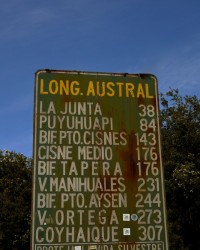 LONG. AUSTRAL
LA JUNTA 38
PUYUHUAPI 84
BIF. PTO. CISNES 143
CISNE MEDIO 176
BIF. TAPERA 176
V. MANIHUALES 231
BIF. PTO. AYSEN 244
V. ORTEGA 273
COYHAIQUE 307
SILVESTRE